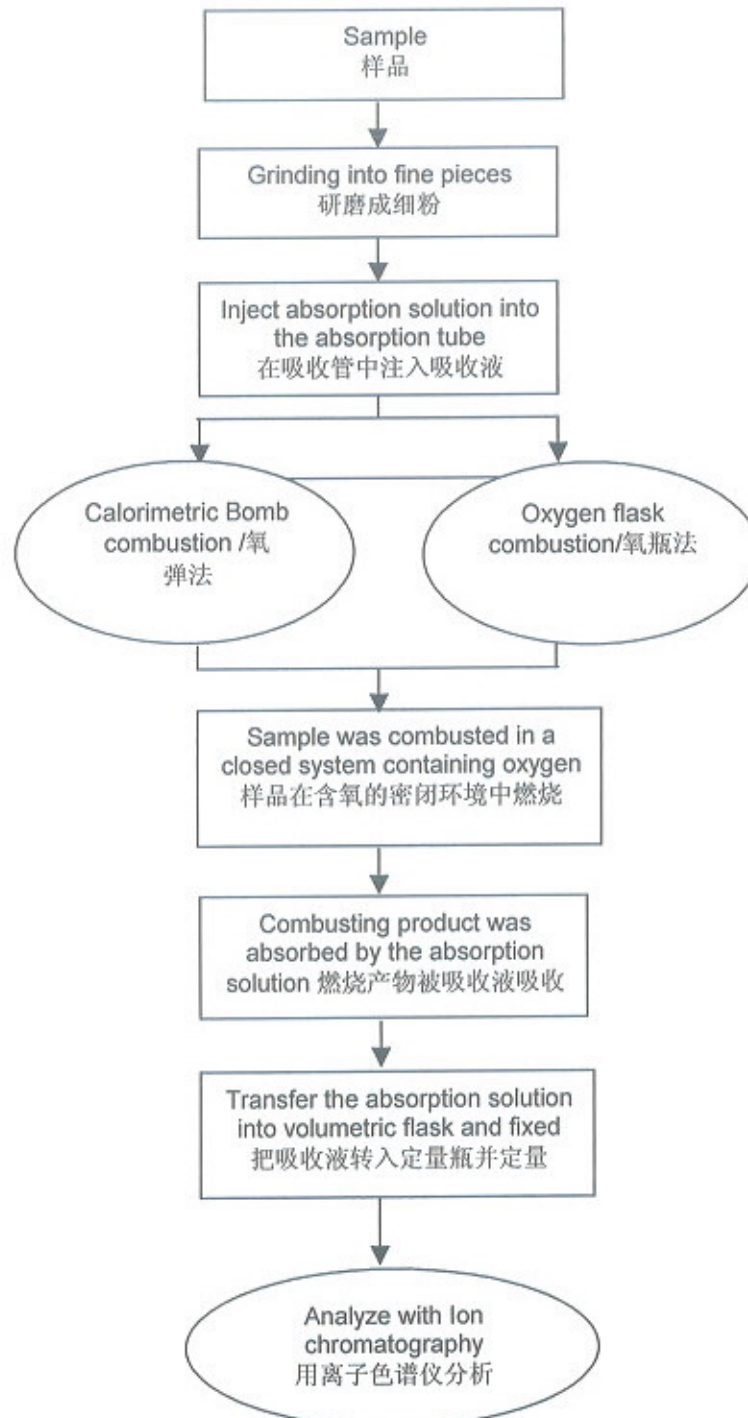 Sample
样品
Grinding into fine pieces
研磨成细粉
Inject absorption solution into
the absorption tube
在吸收管中注入吸收液
Calorimetric Bomb
combustion /氧
弹法
Oxygen flask
combustion/氧瓶法
Sample was combusted in a
closed system containing oxygen
样品在含氧的密闭环境中燃烧
Combusting product was
absorbed by the absorption
solution 燃烧产物被吸收液吸收
Transfer the absorption solution
into volumetric flask and fixed
把吸收液转入定量瓶并定量
Analyze with Ion
chromatography
用离子色谱仪分析